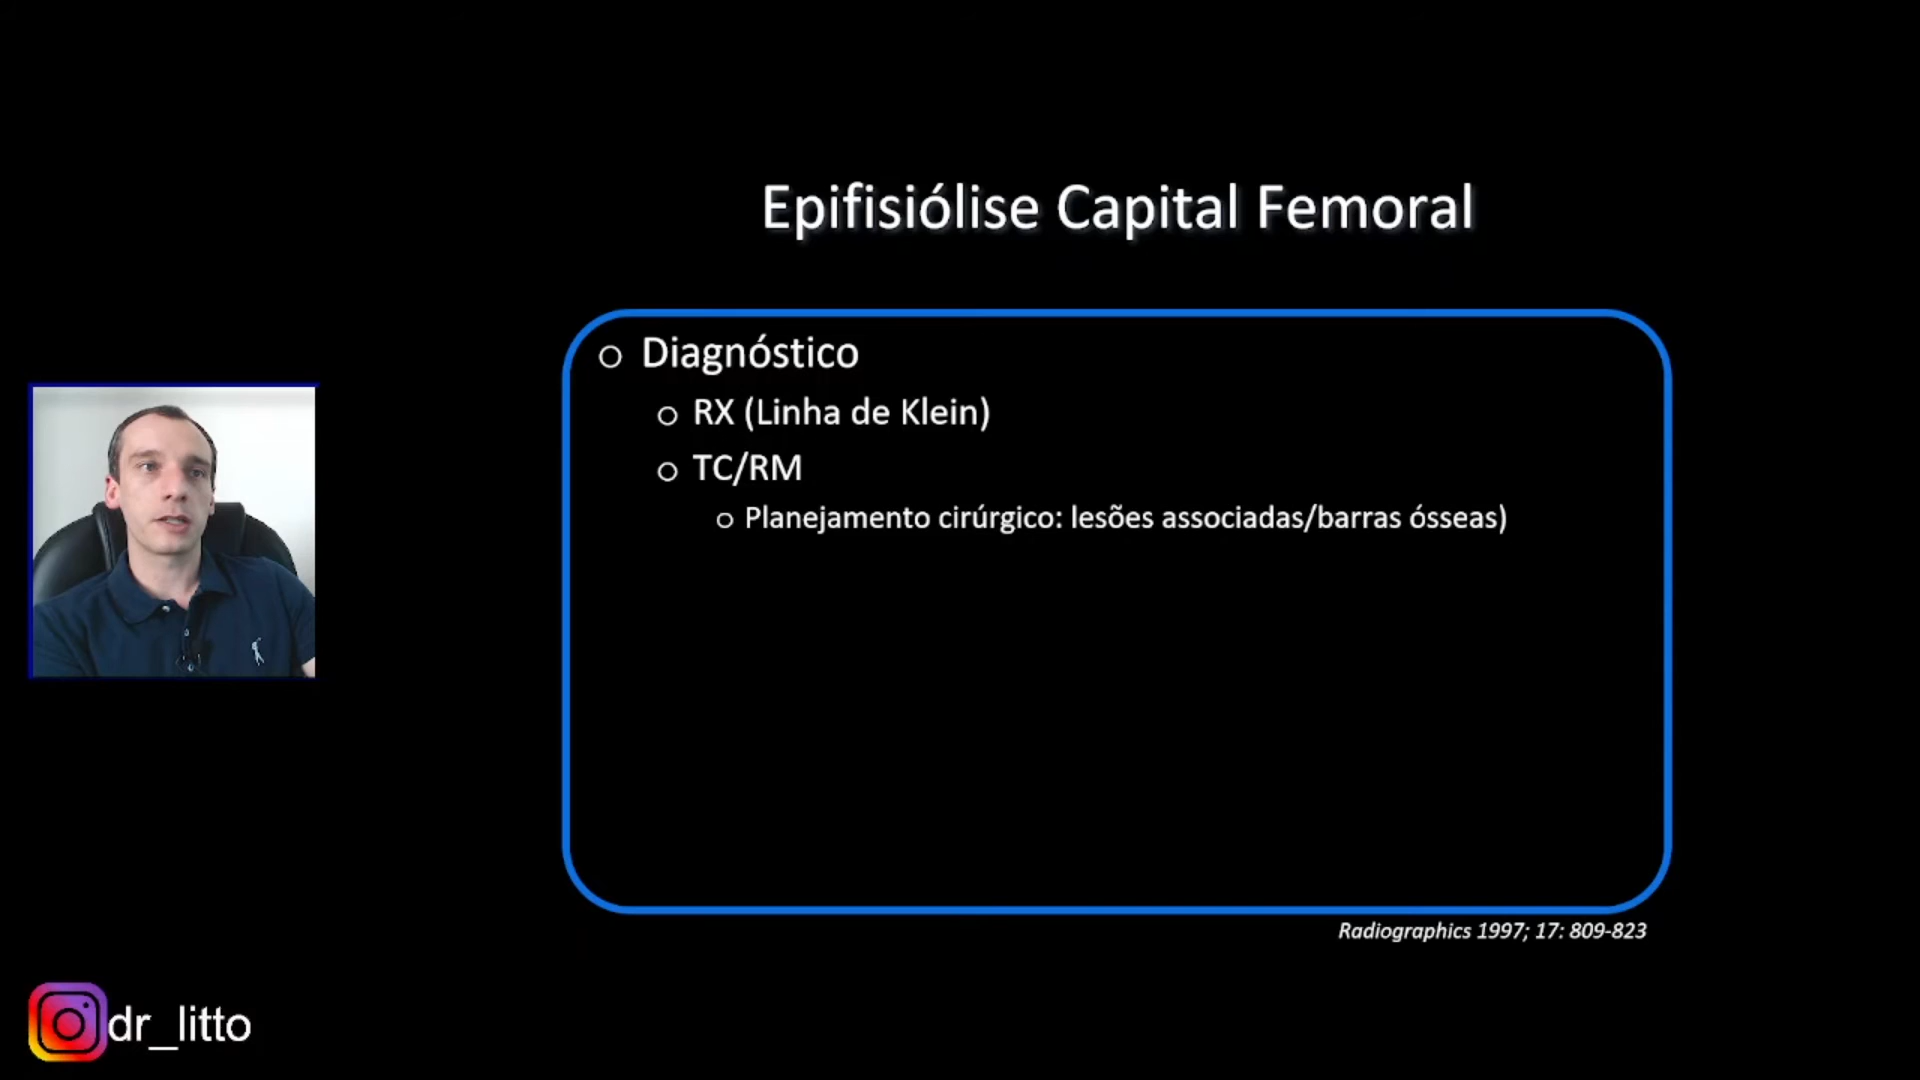 Epifisiólise Capital Femoral
Diagnóstico
RX (Linha de Klein)
TC/RM
Planejamento cirúrgico: lesões associadas/barras ósseas)
Radiographics 1997; 17: 809-823
dr_litto